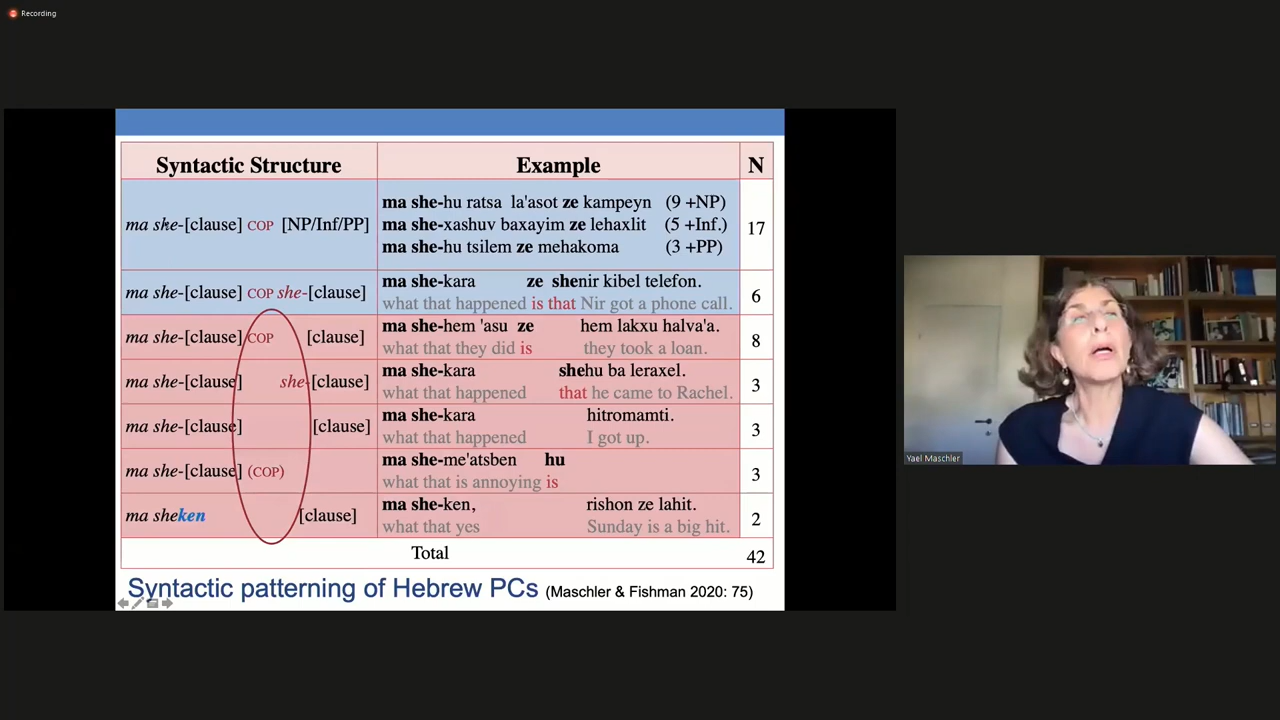 Recording
Syntactic Structure Example N
ma she-[clause] COP [NP/Inf/PP] ma she-hu ratsa la'asot ze kampeyn (9 +NP) 17
ma she-xashuv baxayim ze lehaxlit (5 +Inf.)
ma she-hu tsilem ze mehakoma (3 +PP)
ma she-[clause] COP she-[clause] ma she-kara ze shenir kibel telefon. 6
what that happened is that Nir got a phone call.
ma she-[clause] COP [clause] ma she-hem 'asu ze hem lakxu halva'a. 8
what that they did is they took a loan.
ma she-[clause] she-[clause] ma she-kara shehu ba leraxel. 3
what that happened that he came to Rachel.
ma she-[clause] [clause] ma she-kara hitromamti. 3
what that happened I got up.
ma she-[clause] (COP) ma she-me'atsben hu 3
what that is annoying is
ma sheken [clause] ma she-ken, rishon ze lahit. 2
what that yes Sunday is a big hit.
Total 42
Syntactic patterning of Hebrew PCs (Maschler & Fishman 2020: 75)
Yael Maschler